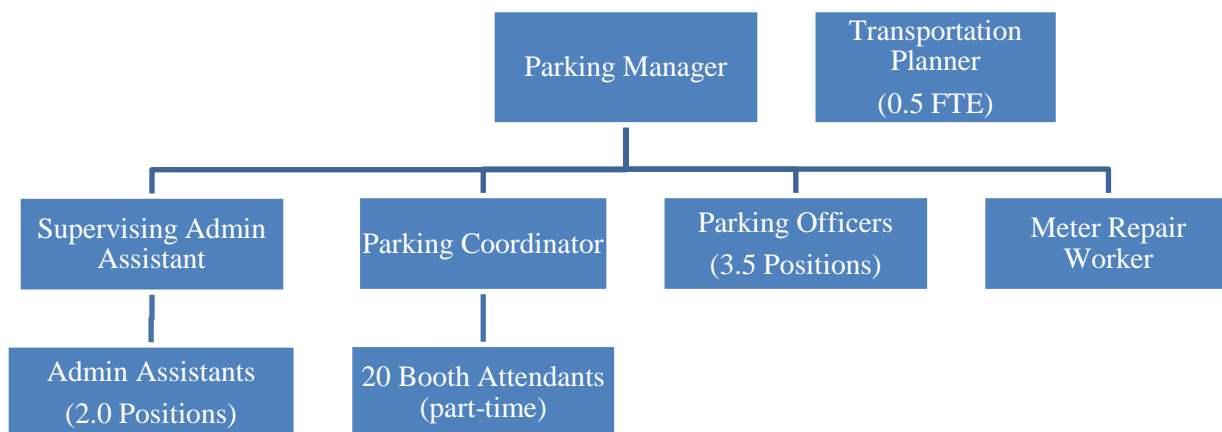 Parking Manager
Transportation
Planner
(0.5 FTE)
Supervising Admin
Assistant
Parking Coordinator
Parking Officers
(3.5 Positions)
Meter Repair
Worker
Admin Assistants
(2.0 Positions)
20 Booth Attendants
(part-time)